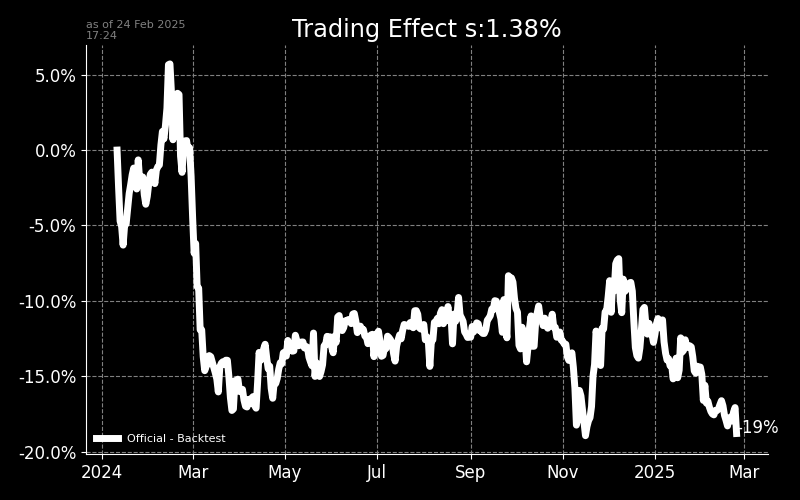 as of 24 Feb 2025
17:24
Trading Effect s:1.38%
5.0%
0.0%
-5.0%
-10.0%
-15.0%
-20.0%
-19%
Official - Backtest
2024 Mar May Jul Sep Nov 2025 Mar